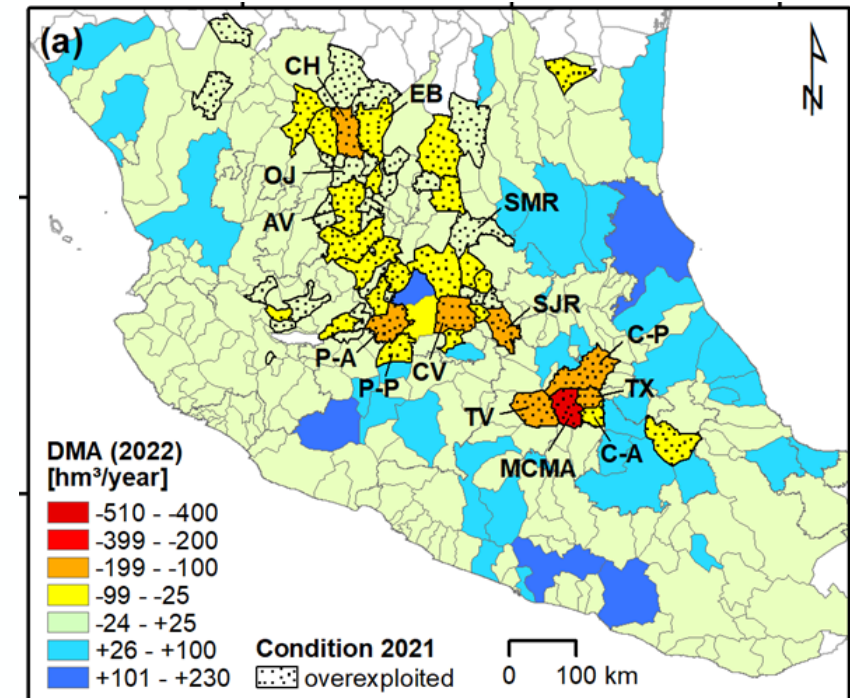 (a)
N
CH
EB
OJ
AV
SMR
SJR
C-P
P-A
P-P
CV
TX
TV
C-A
MCMA
DMA (2022)
[hm³/year]
-510 - -400
-399 - -200
-199 - -100
-99 - -25
-24 - +25
+26 - +100
+101 - +230
Condition 2021
overexploited
0 100 km